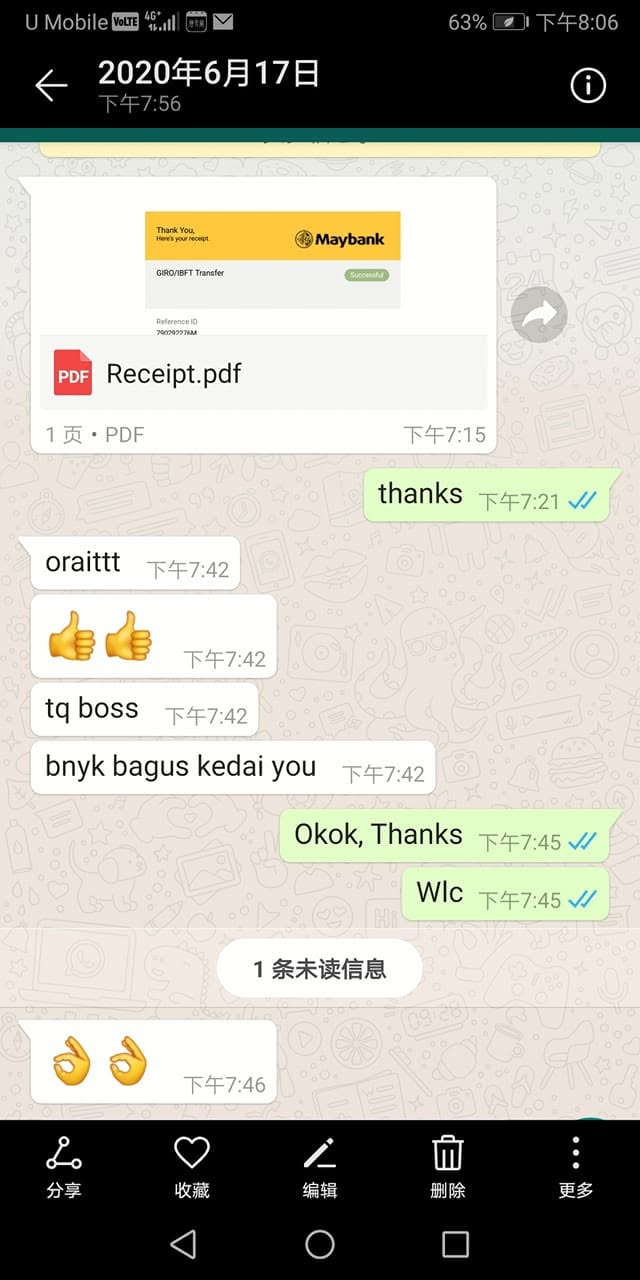 U Mobile VoLTE 4G+ 63% 下午8:06
2020年6月17日
下午7:56
Thank You,
Here's your receipt.
Maybank
GIRO/IBFT Transfer
Successful
Reference ID
790292276M
PDF Receipt.pdf
1 页 • PDF 下午7:15
thanks 下午7:21
oraittt 下午7:42
👍👍 下午7:42
tq boss 下午7:42
bnyk bagus kedai you 下午7:42
Okok, Thanks 下午7:45
Wlc 下午7:45
1 条未读信息
👌👌 下午7:46
分享 收藏 编辑 删除 更多